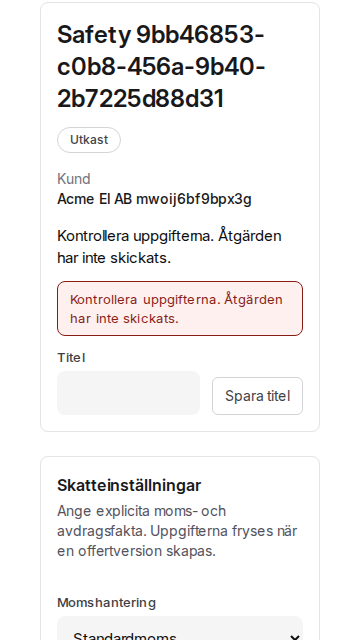 Safety 9bb46853-
c0b8-456a-9b40-
2b7225d88d31
Utkast
Kund
Acme El AB mwoij6bf9bpx3g
Kontrollera uppgifterna. Åtgärden
har inte skickats.
Kontrollera uppgifterna. Åtgärden
har inte skickats.
Titel
Spara titel
Skatteinställningar
Ange explicita moms- och
avdragsfakta. Uppgifterna fryses när
en offertversion skapas.
Momshantering
Standardmoms